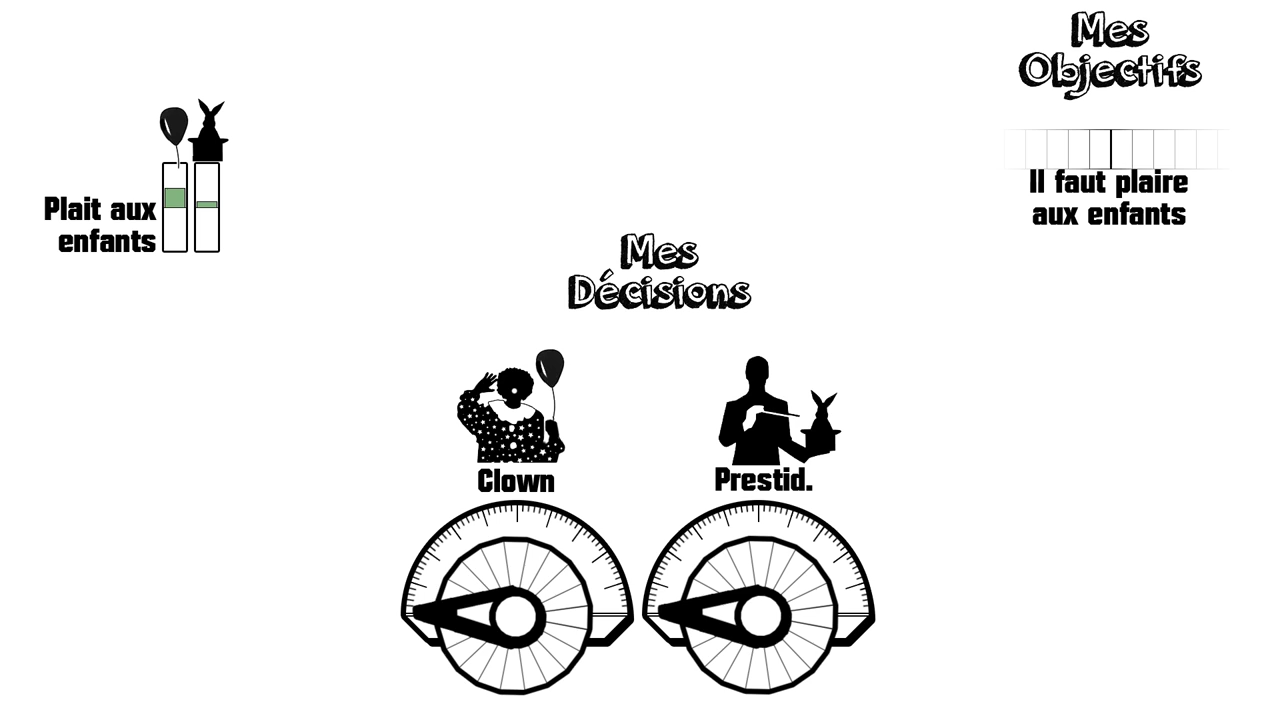 Mes
Objectifs
Plait aux
enfants
Il faut plaire
aux enfants
Mes
Décisions
Clown
Prestid.